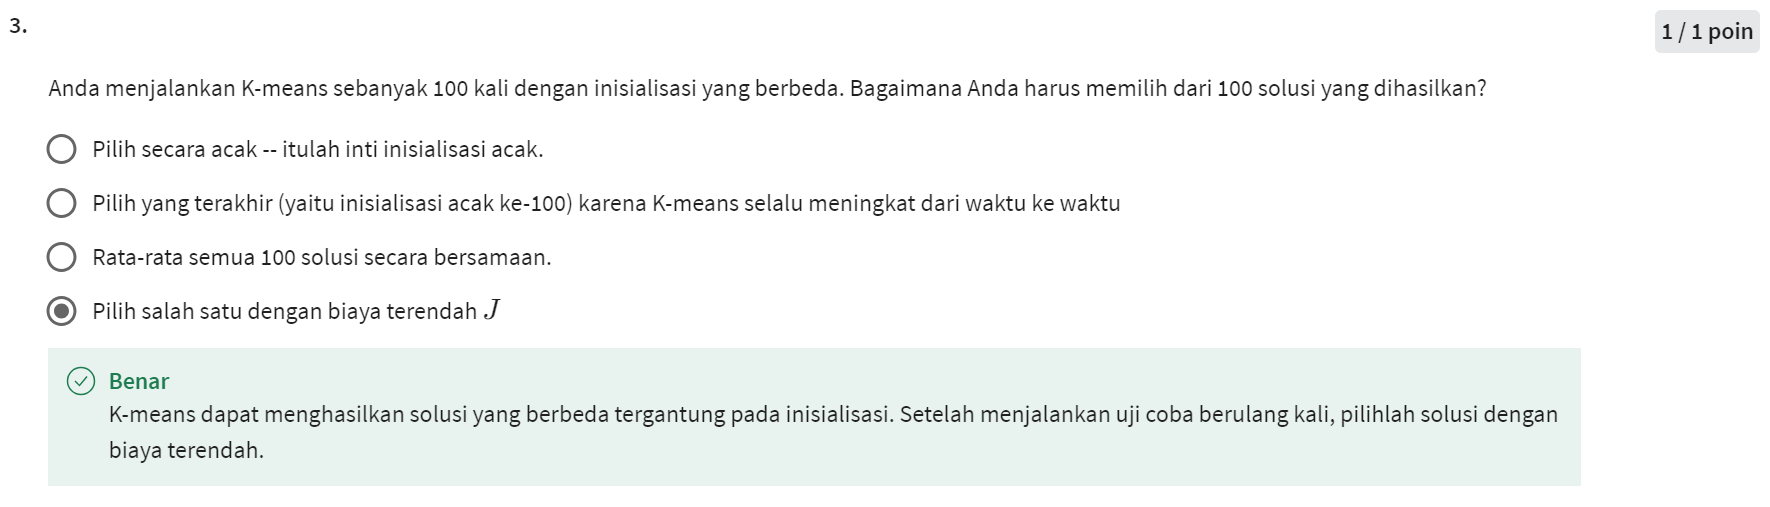 3.
1 / 1 poin
Anda menjalankan K-means sebanyak 100 kali dengan inisialisasi yang berbeda. Bagaimana Anda harus memilih dari 100 solusi yang dihasilkan?
Pilih secara acak -- itulah inti inisialisasi acak.
Pilih yang terakhir (yaitu inisialisasi acak ke-100) karena K-means selalu meningkat dari waktu ke waktu
Rata-rata semua 100 solusi secara bersamaan.
Pilih salah satu dengan biaya terendah J
Benar
K-means dapat menghasilkan solusi yang berbeda tergantung pada inisialisasi. Setelah menjalankan uji coba berulang kali, pilihlah solusi dengan
biaya terendah.